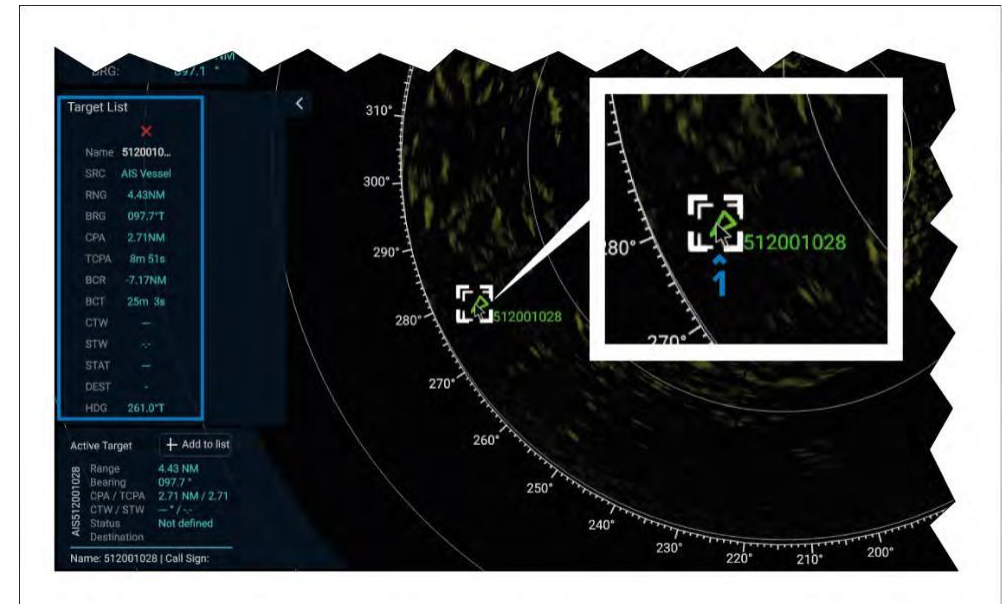 BRG: 897.1 °
Target List
Name 5120010...
SRC AIS Vessel
RNG 4.43NM
BRG 097.7°T
CPA 2.71NM
TCPA 8m 51s
BCR -7.17NM
BCT 25m 3s
CTW —
STW -.-
STAT —
DEST -
HDG 261.0°T
Active Target + Add to list
AIS512001028
Range 4.43 NM
Bearing 097.7 °
CPA / TCPA 2.71 NM / 2.71
CTW / STW — ° / -.-
Status Not defined
Destination
Name: 512001028 | Call Sign:
310°
300°
290°
280°
270°
260°
250°
240°
230°
220°
210°
200°
512001028
80°
512001028
1
270°